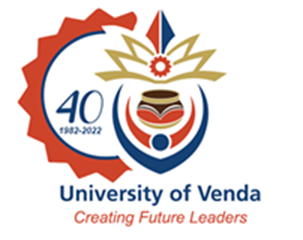 40
1982-2022
University of Venda
Creating Future Leaders